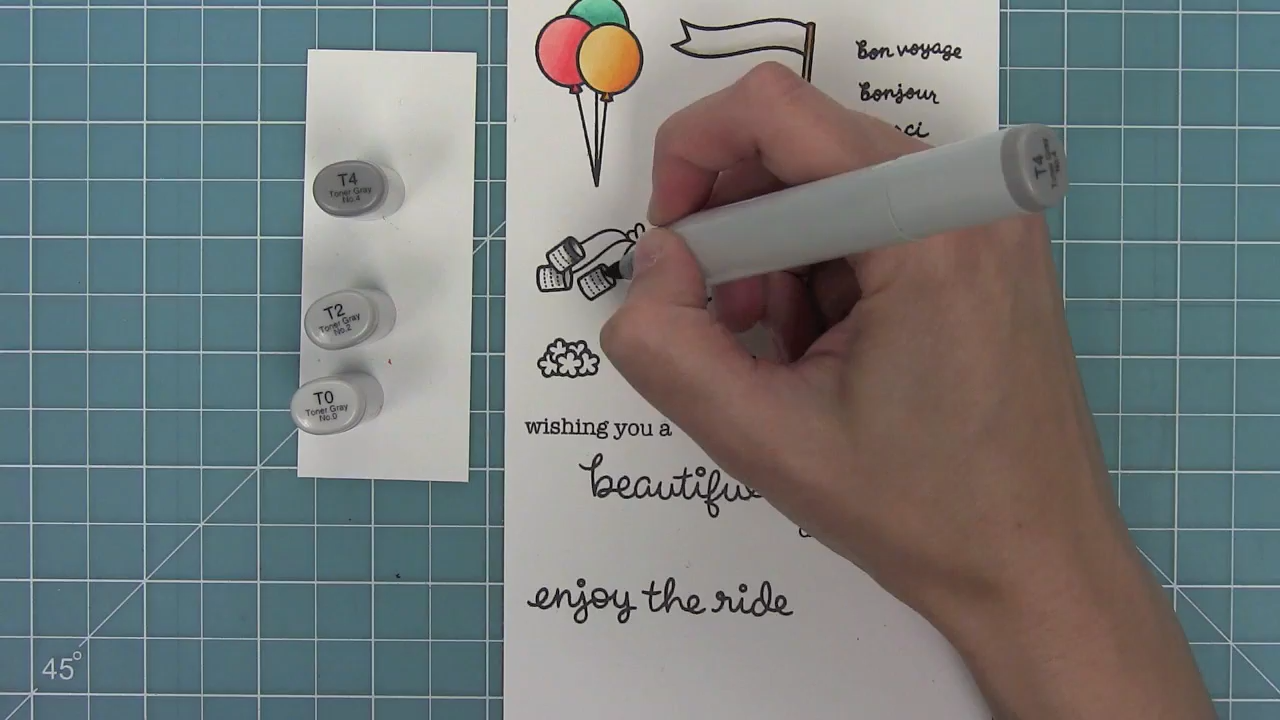 T4
Toner Gray
No.4
T2
Toner Gray
No.2
T0
Toner Gray
No.0
bon voyage
bonjour
T4
wishing you a
beautiful
enjoy the ride
45°